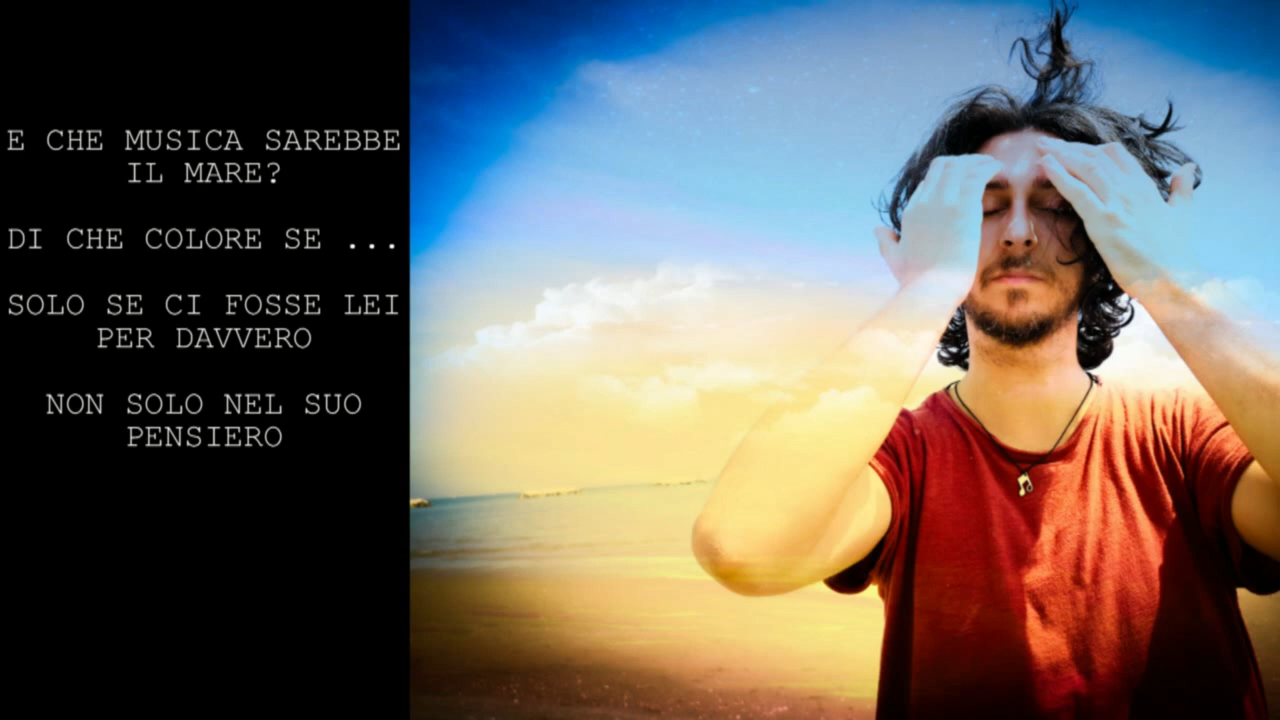 E CHE MUSICA SAREBBE
IL MARE?
DI CHE COLORE SE ...
SOLO SE CI FOSSE LEI
PER DAVVERO
NON SOLO NEL SUO
PENSIERO